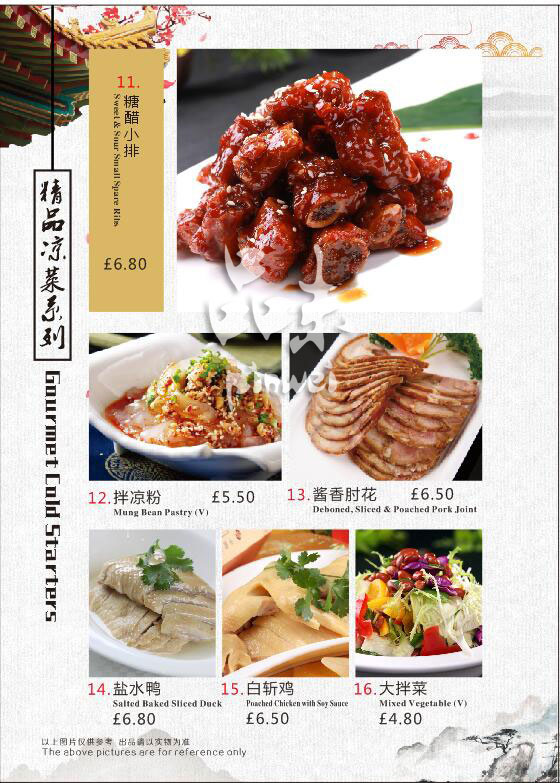 精品凉菜系列
Gourmet Cold Starters
11.
糖醋小排
Sweet & Sour Small Spare Ribs
£6.80
品味
pinwei
12. 拌凉粉 £5.50
Mung Bean Pastry (V)
13. 酱香肘花 £6.50
Deboned, Sliced & Poached Pork Joint
14. 盐水鸭
Salted Baked Sliced Duck
£6.80
15. 白斩鸡
Poached Chicken with Soy Sauce
£6.50
16. 大拌菜
Mixed Vegetable (V)
£4.80
以上图片仅供参考 出品请以实物为准
The above pictures are for reference only